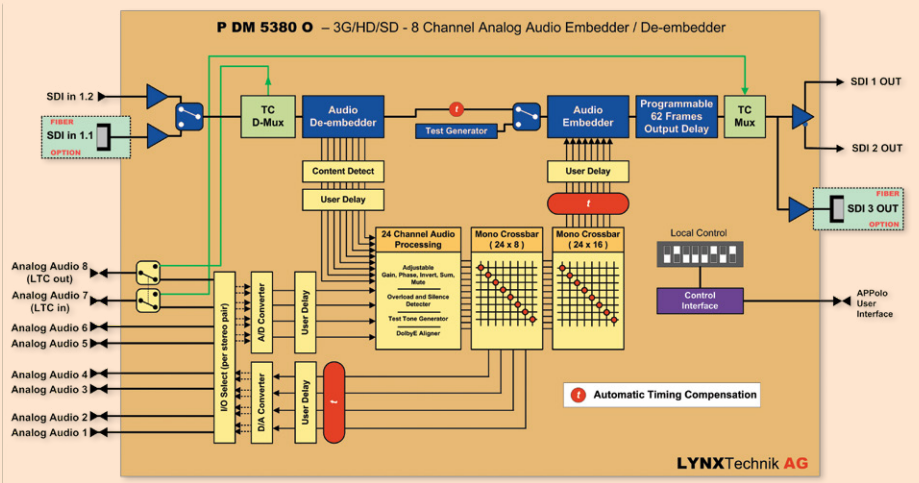 P DM 5380 O – 3G/HD/SD - 8 Channel Analog Audio Embedder / De-embedder
SDI in 1.2
FIBER
SDI in 1.1
OPTION
TC
D-Mux
Audio
De-embedder
t
Test Generator
Audio
Embedder
Programmable
62 Frames
Output Delay
TC
Mux
SDI 1 OUT
SDI 2 OUT
FIBER
SDI 3 OUT
OPTION
Content Detect
User Delay
User Delay
t
24 Channel Audio
Processing
Adjustable
Gain, Phase, Invert, Sum,
Mute
Overload and Silence
Detector
Test Tone Generator
DolbyE Aligner
Mono Crossbar
( 24 x 8 )
Mono Crossbar
( 24 x 16 )
Local Control
Control
Interface
APPolo
User
Interface
Analog Audio 8
(LTC out)
Analog Audio 7
(LTC in)
Analog Audio 6
Analog Audio 5
Analog Audio 4
Analog Audio 3
Analog Audio 2
Analog Audio 1
I/O Select (per stereo pair)
A/D Converter
User Delay
D/A Converter
User Delay
t
t Automatic Timing Compensation
LYNXTechnik AG